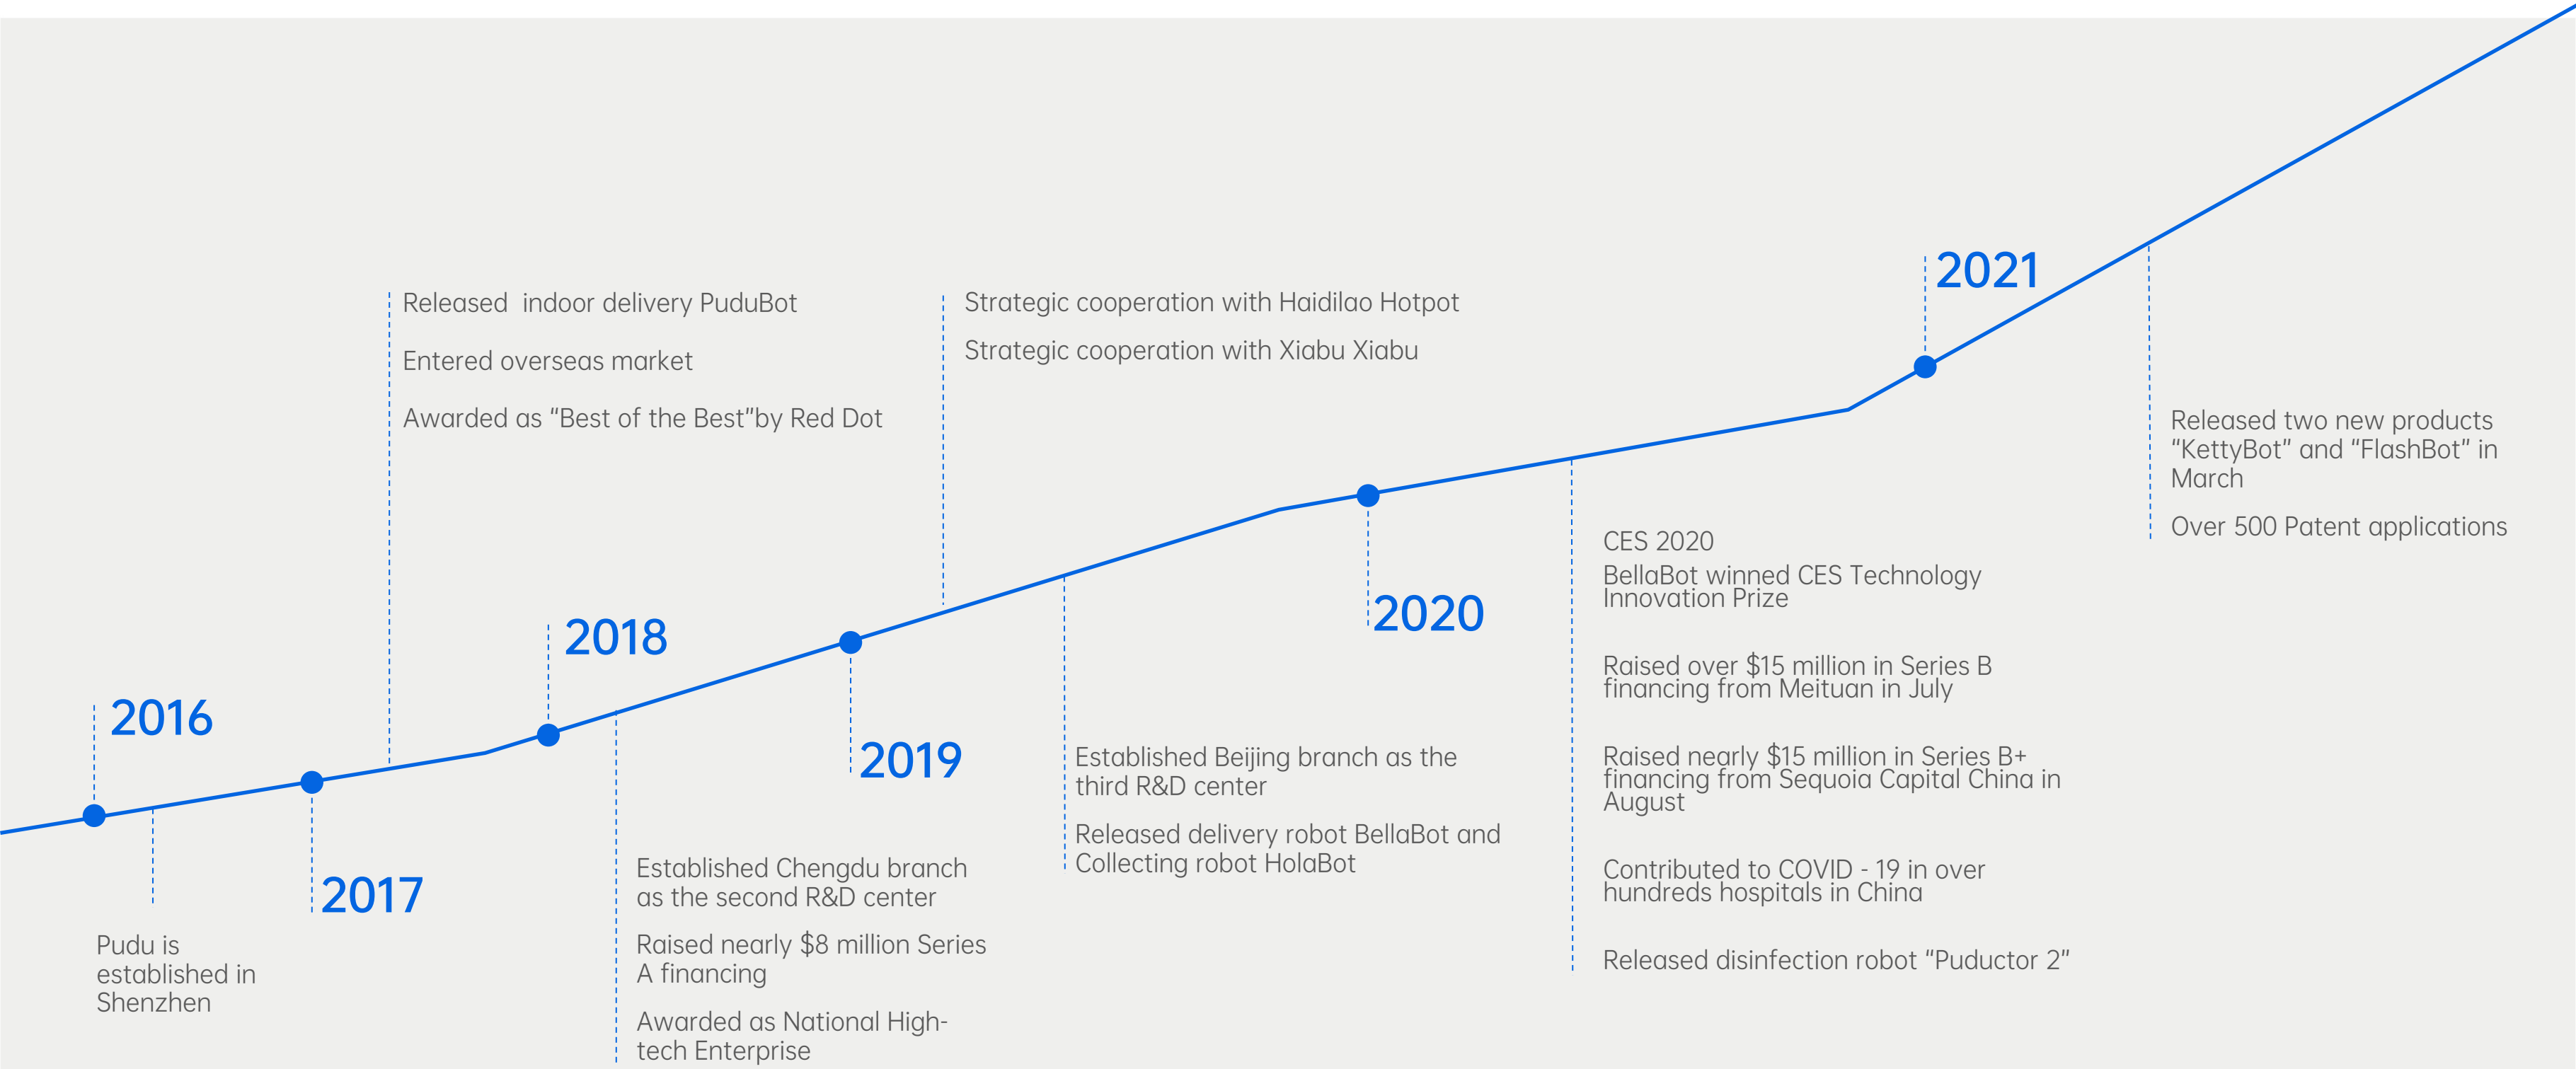 2016
Pudu is
established in
Shenzhen
2017
Released  indoor delivery PuduBot
Entered overseas market
Awarded as “Best of the Best”by Red Dot
2018
Established Chengdu branch
as the second R&D center
Raised nearly $8 million Series
A financing
Awarded as National High-
tech Enterprise
2019
Strategic cooperation with Haidilao Hotpot
Strategic cooperation with Xiabu Xiabu
Established Beijing branch as the
third R&D center
Released delivery robot BellaBot and
Collecting robot HolaBot
2020
CES 2020
BellaBot winned CES Technology
Innovation Prize
Raised over $15 million in Series B
financing from Meituan in July
Raised nearly $15 million in Series B+
financing from Sequoia Capital China in
August
Contributed to COVID - 19 in over
hundreds hospitals in China
Released disinfection robot “Puductor 2”
2021
Released two new products
“KettyBot” and “FlashBot” in
March
Over 500 Patent applications